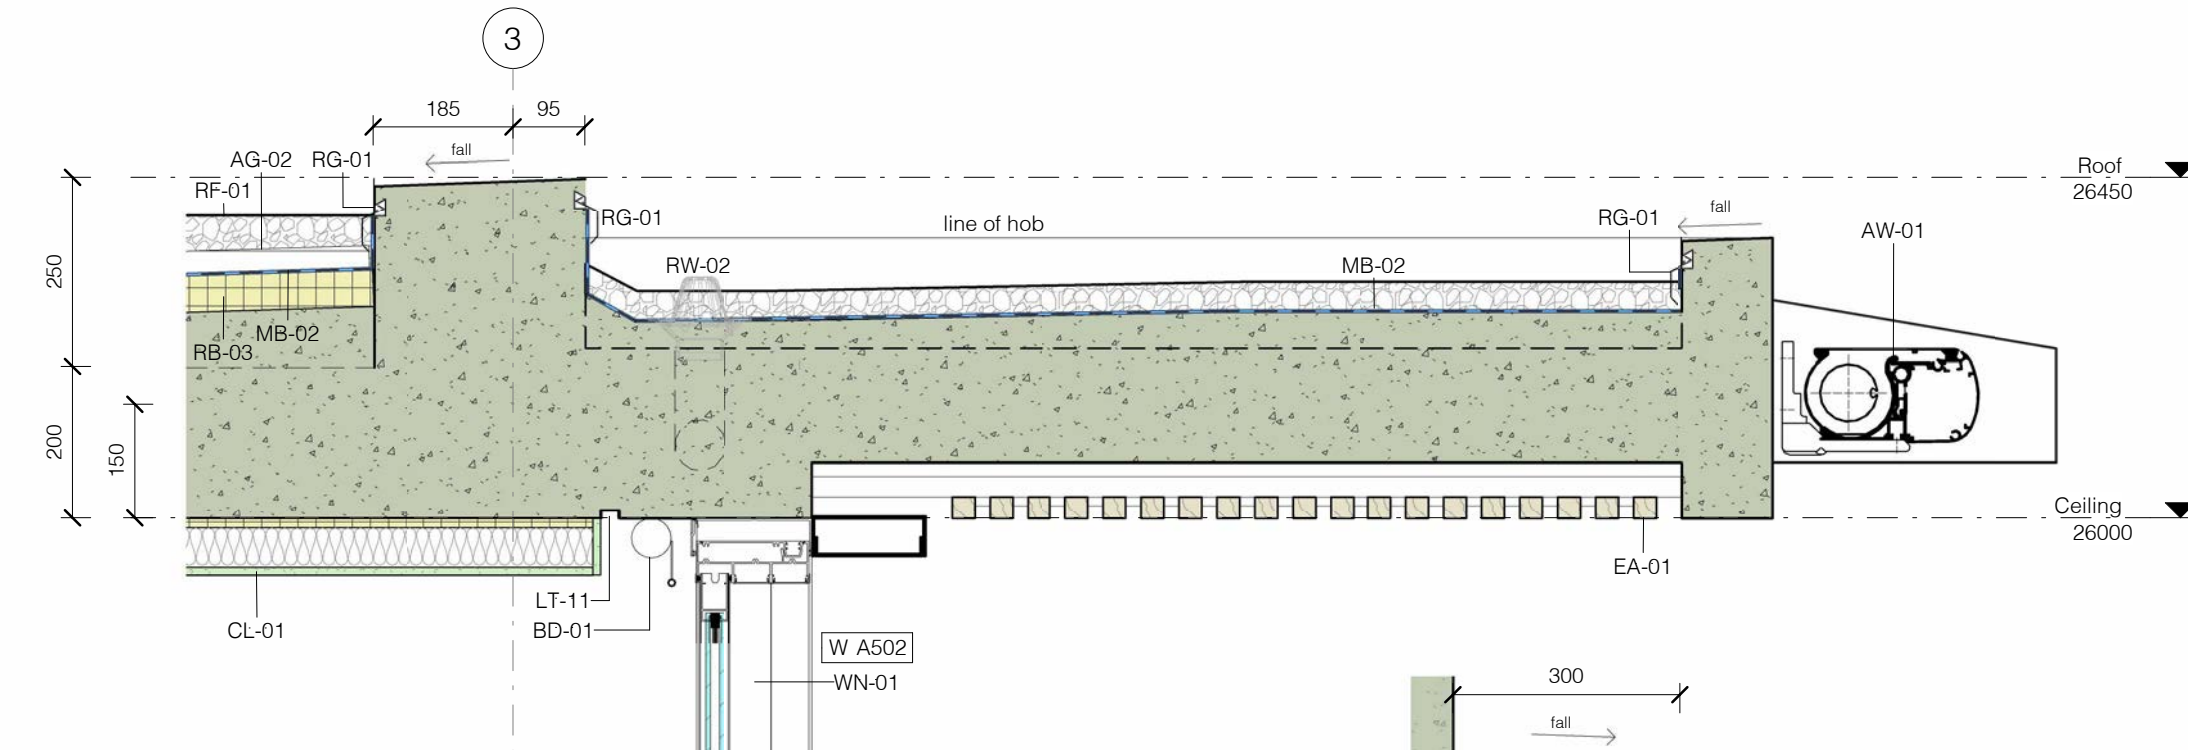 3
185
95
fall
AG-02
RG-01
RF-01
Roof
26450
RG-01
line of hob
RG-01
fall
AW-01
250
RW-02
MB-02
MB-02
RB-03
200
150
Ceiling
26000
EA-01
LT-11
CL-01
BD-01
W A502
WN-01
300
fall